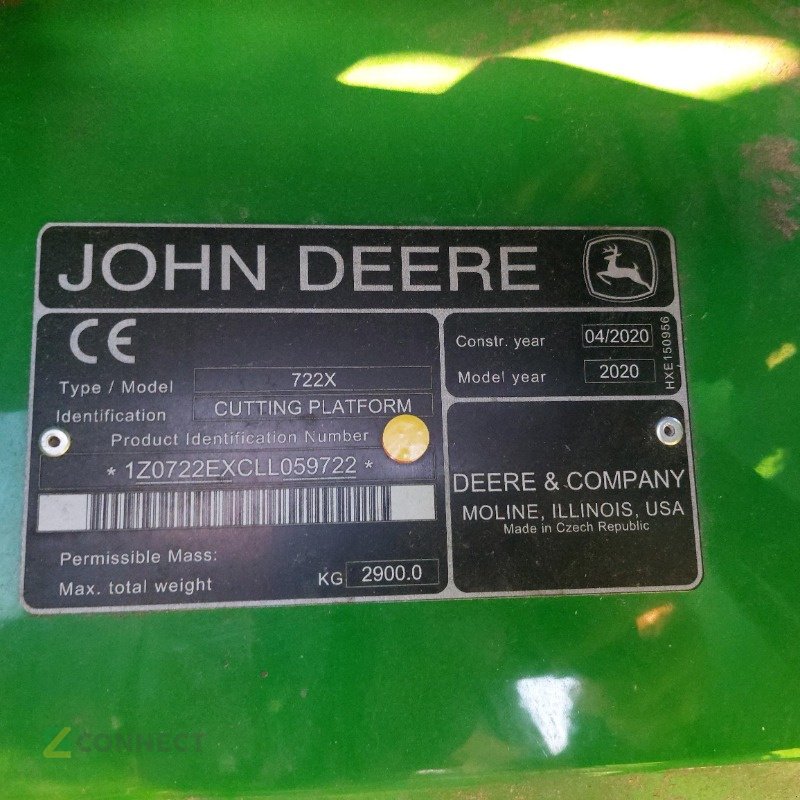 JOHN DEERE
CE
Type / Model 722X
Identification CUTTING PLATFORM
Product Identification Number
* 1Z0722EXCLL059722 *
Permissible Mass:
Max. total weight KG 2900.0
Constr. year 04/2020
Model year 2020
HXE150956
DEERE & COMPANY
MOLINE, ILLINOIS, USA
Made in Czech Republic
CONNECT